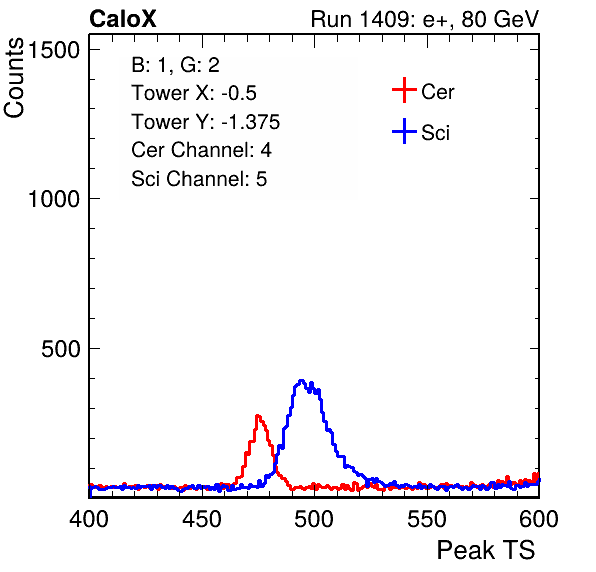 CaloX Run 1409: e+, 80 GeV
Counts
1500
1000
500
B: 1, G: 2
Tower X: -0.5
Tower Y: -1.375
Cer Channel: 4
Sci Channel: 5
Cer
Sci
400 450 500 550 600
Peak TS